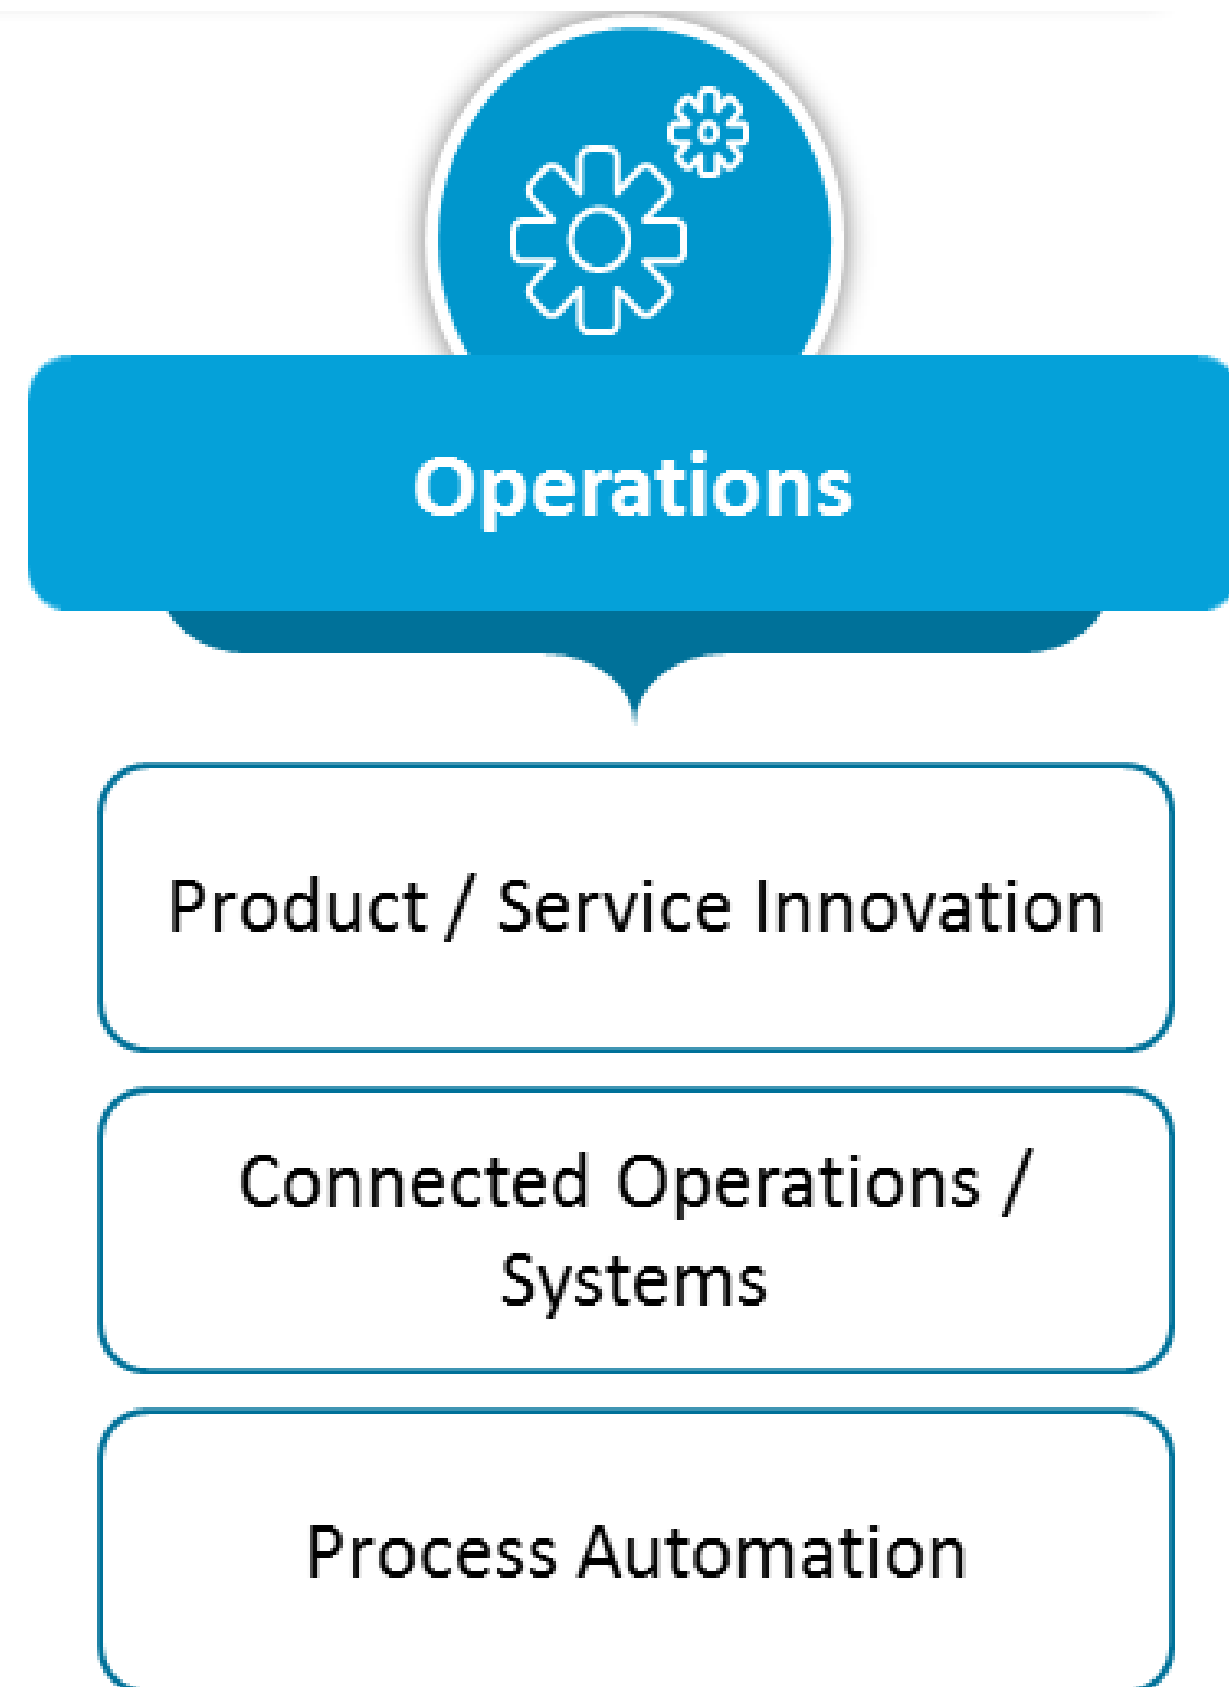 Operations
Product / Service Innovation
Connected Operations /
Systems
Process Automation